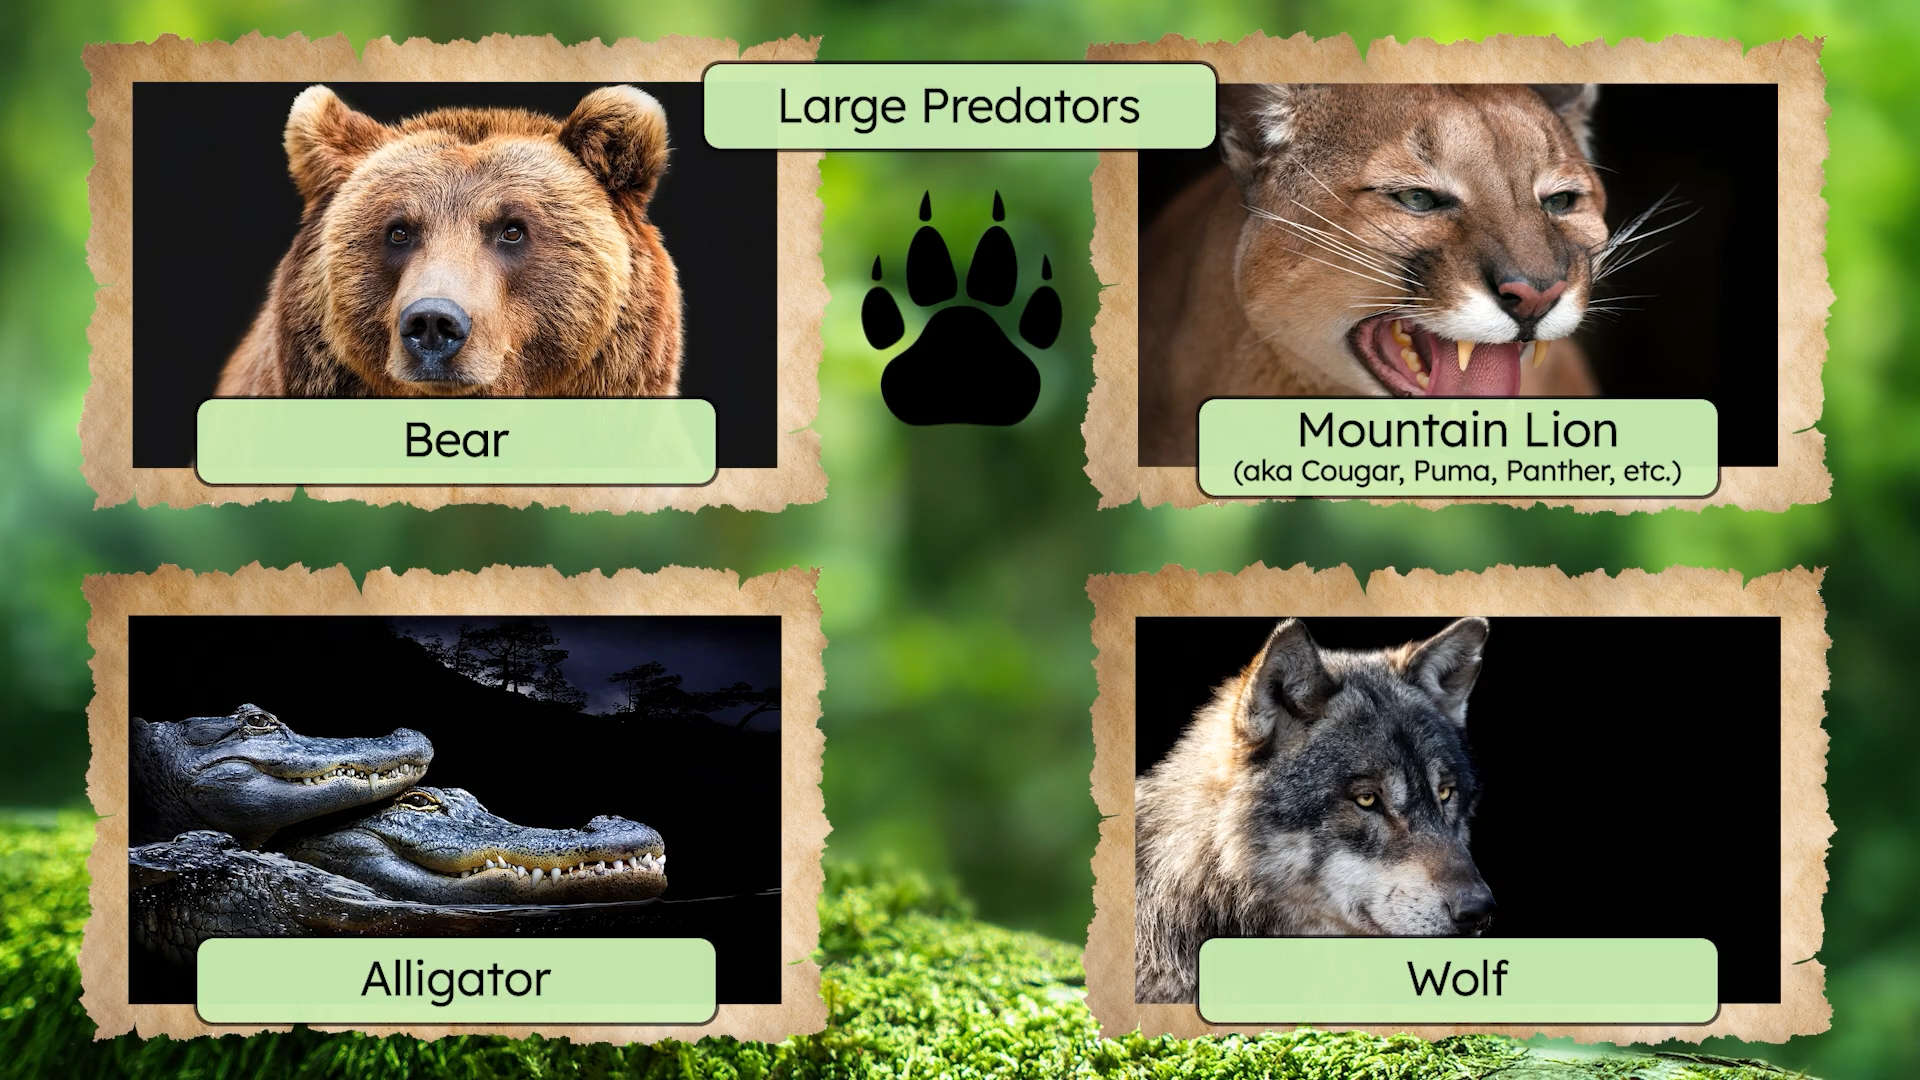 Large Predators
Bear
Mountain Lion
(aka Cougar, Puma, Panther, etc.)
Alligator
Wolf